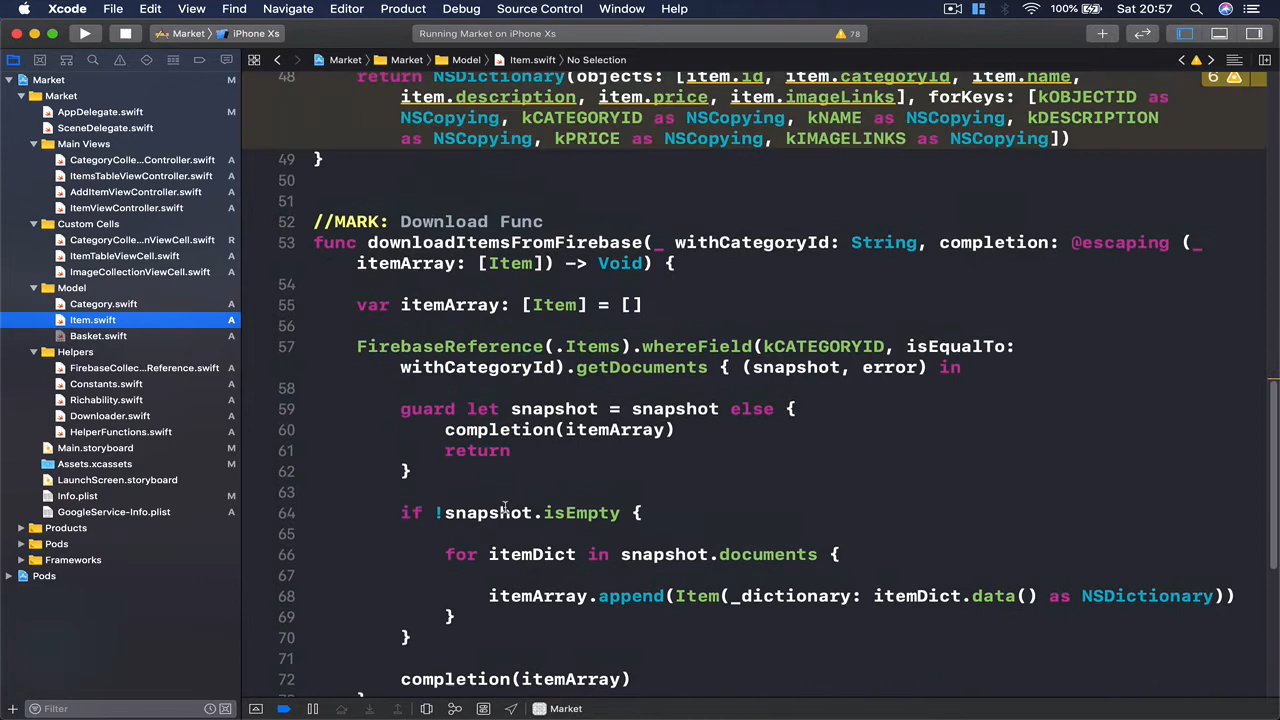 Xcode File Edit View Find Navigate Editor Product Debug Source Control Window Help 100% Sat 20:57
Market iPhone Xs Running Market on iPhone Xs 78
Market Market Model Item.swift No Selection
Market M
Market
AppDelegate.swift M
SceneDelegate.swift
Main Views
CategoryColle...Controller.swift A
ItemsTableViewController.swift A
AddItemViewController.swift A
ItemViewController.swift A
Custom Cells
CategoryColle...nViewCell.swift R
ItemTableViewCell.swift A
ImageCollectionViewCell.swift A
Model
Category.swift A
Item.swift A
Basket.swift A
Helpers
FirebaseCollec...Reference.swift A
Constants.swift A
Richability.swift A
Downloader.swift A
HelperFunctions.swift A
Main.storyboard M
Assets.xcassets M
LaunchScreen.storyboard
Info.plist M
GoogleService-Info.plist A
Products
Pods
Frameworks
Pods
48 return NSDictionary(objects: [item.id, item.categoryId, item.name, 6
item.description, item.price, item.imageLinks], forKeys: [kOBJECTID as
NSCopying, kCATEGORYID as NSCopying, kNAME as NSCopying, kDESCRIPTION
as NSCopying, kPRICE as NSCopying, kIMAGELINKS as NSCopying])
49 }
50
51
52 //MARK: Download Func
53 func downloadItemsFromFirebase(_ withCategoryId: String, completion: @escaping (_
itemArray: [Item]) -> Void) {
54
55 var itemArray: [Item] = []
56
57 FirebaseReference(.Items).whereField(kCATEGORYID, isEqualTo:
withCategoryId).getDocuments { (snapshot, error) in
58
59 guard let snapshot = snapshot else {
60 completion(itemArray)
61 return
62 }
63
64 if !snapshot.isEmpty {
65
66 for itemDict in snapshot.documents {
67
68 itemArray.append(Item(_dictionary: itemDict.data() as NSDictionary))
69 }
70 }
71
72 completion(itemArray)
Filter Market